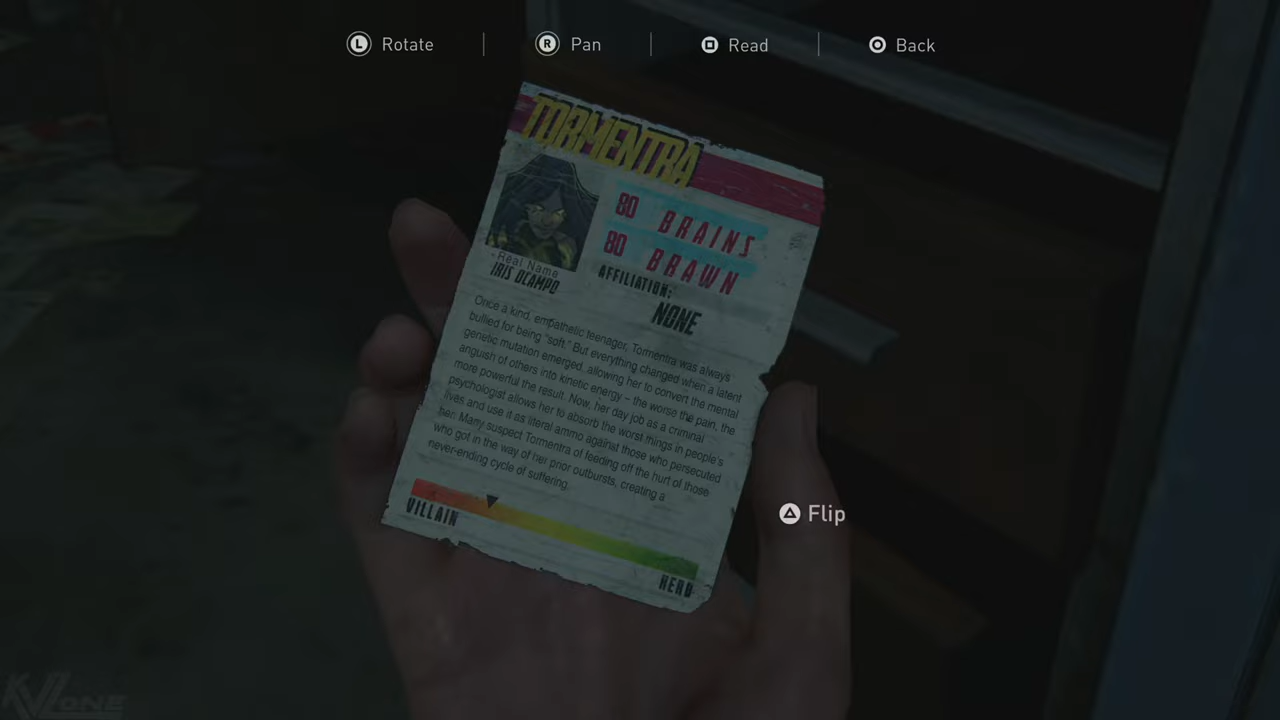 Rotate
Pan
Read
Back
TORMENTRA
80 BRAINS
80 BRAWN
Real Name
IRIS OCAMPO
AFFILIATION:
NONE
Once a kind, empathetic teenager, Tormentra was always
bullied for being "soft." But everything changed when a latent
genetic mutation emerged, allowing her to convert the mental
anguish of others into kinetic energy – the worse the pain, the
more powerful the result. Now, her day job as a criminal
psychologist allows her to absorb the worst things in people's
lives and use it as literal ammo against those who persecuted
her. Many suspect Tormentra of feeding off the hurt of those
who got in the way of her prior outbursts, creating a
never-ending cycle of suffering.
VILLAIN
HERO
Flip
KVZONE